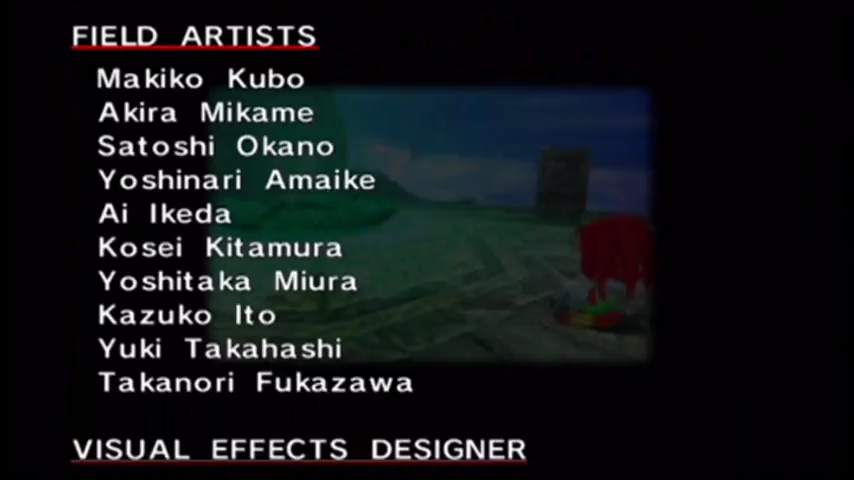 FIELD ARTISTS
Makiko Kubo
Akira Mikame
Satoshi Okano
Yoshinari Amaike
Ai Ikeda
Kosei Kitamura
Yoshitaka Miura
Kazuko Ito
Yuki Takahashi
Takanori Fukazawa
VISUAL EFFECTS DESIGNER